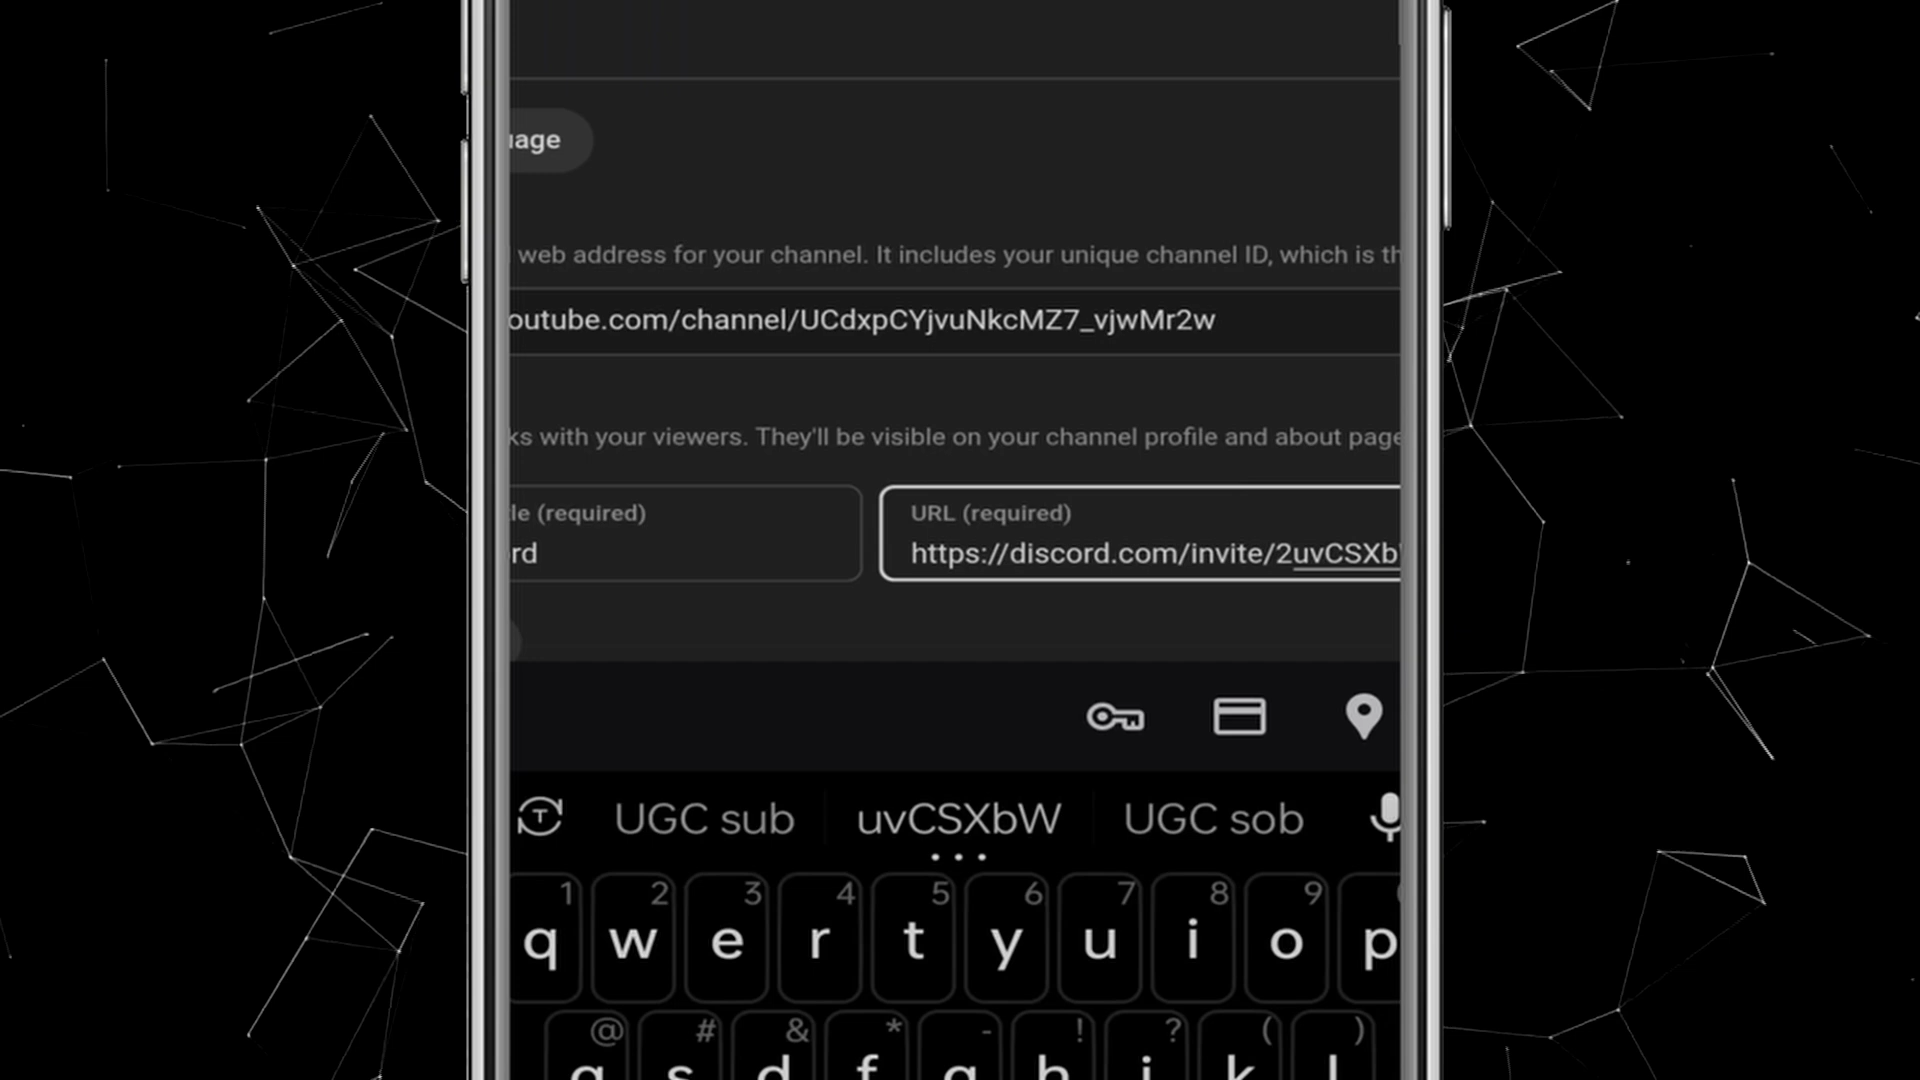 uage
web address for your channel. It includes your unique channel ID, which is th
outube.com/channel/UCdxpCYjvuNkcMZ7_vjwMr2w
ks with your viewers. They'll be visible on your channel profile and about page
le (required)
rd
URL (required)
https://discord.com/invite/2uvCSXb
UGC sub
uvCSXbW
UGC sob
1 2 3 4 5 6 7 8 9
q w e r t y u i o p
@ # & * - ! ? ( )
a s d f g h j k l